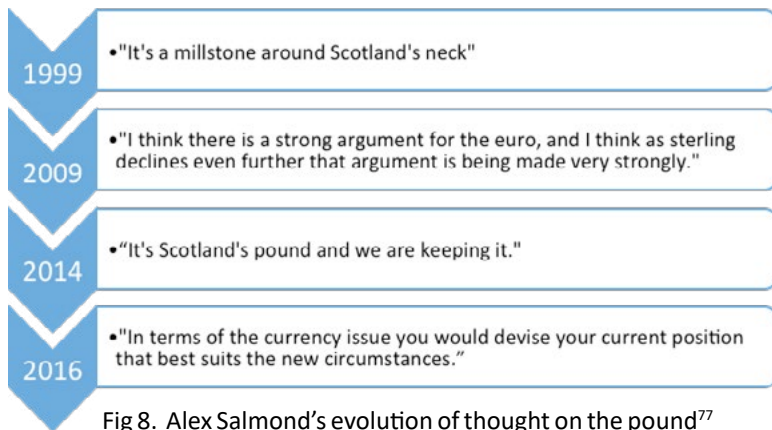 1999
•"It's a millstone around Scotland's neck"
2009
•"I think there is a strong argument for the euro, and I think as sterling
declines even further that argument is being made very strongly."
2014
•“It's Scotland's pound and we are keeping it."
2016
•"In terms of the currency issue you would devise your current position
that best suits the new circumstances.”
Fig 8. Alex Salmond’s evolution of thought on the pound⁷⁷